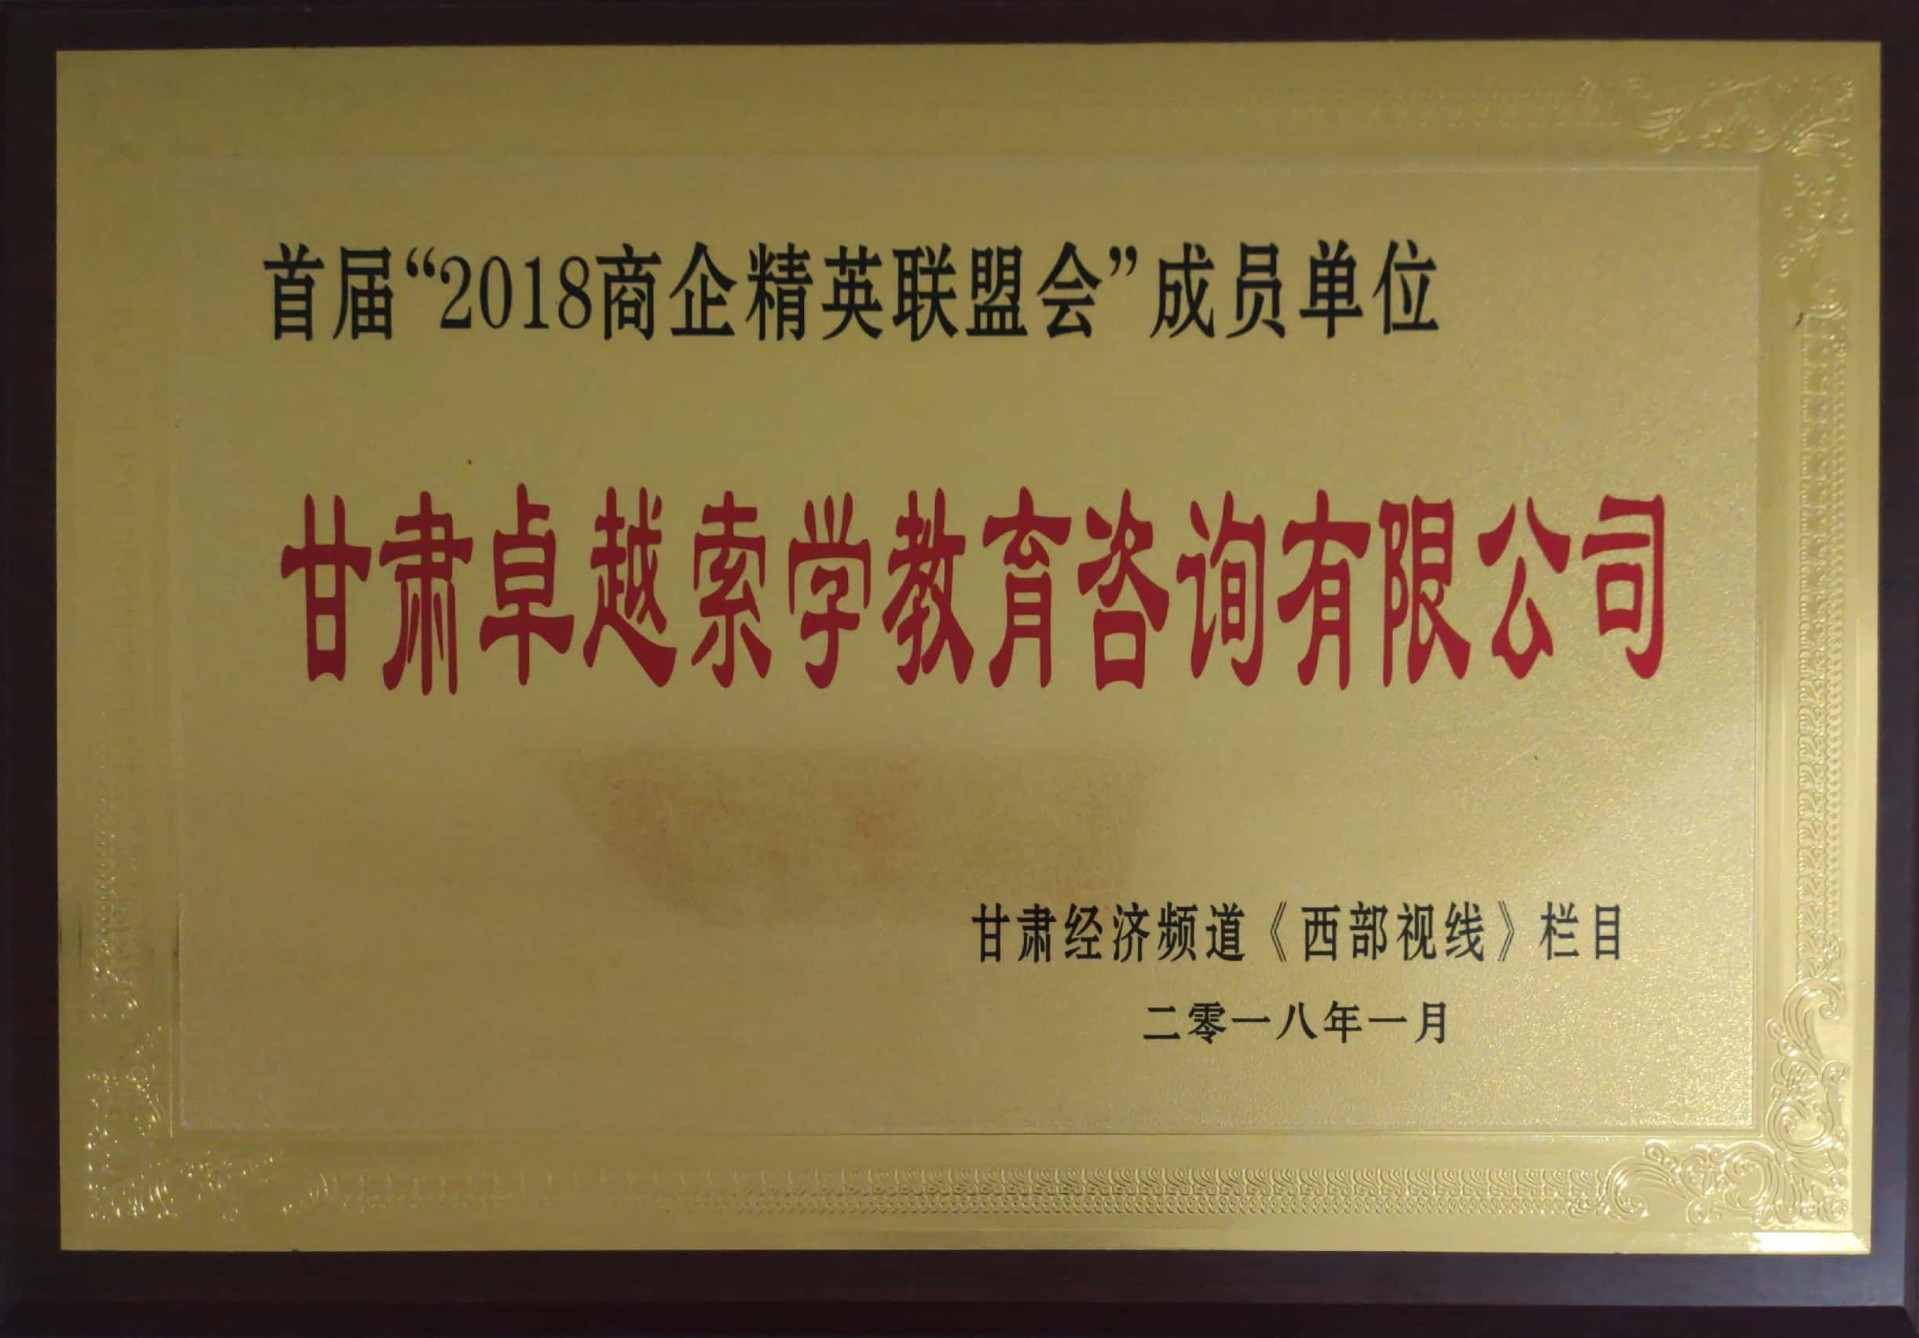 首届“2018商企精英联盟会”成员单位
甘肃卓越索学教育咨询有限公司
甘肃经济频道《西部视线》栏目
二零一八年一月